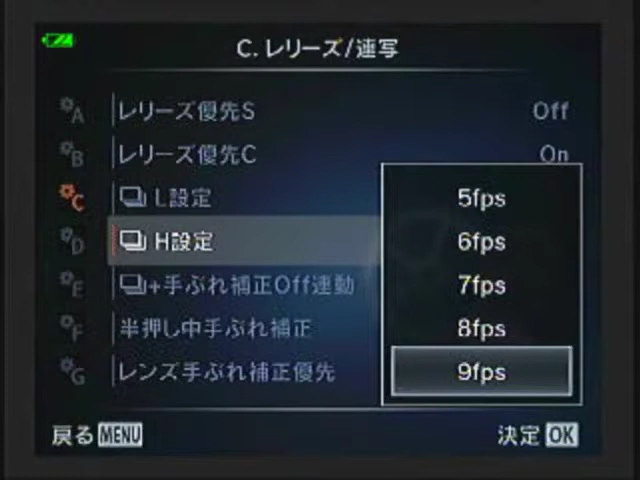 C. レリーズ/連写
A レリーズ優先S Off
B レリーズ優先C On
C L設定 5fps
D H設定 6fps
E +手ぶれ補正Off連動 7fps
F 半押し中手ぶれ補正 8fps
G レンズ手ぶれ補正優先 9fps
戻る MENU 決定 OK